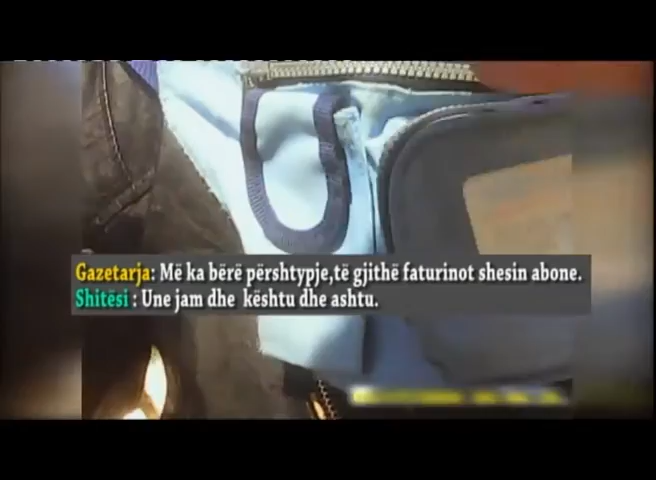 Gazetarja: Më ka bërë përshtypje,të gjithë faturinot shesin abone.
Shitësi : Une jam dhe kështu dhe ashtu.